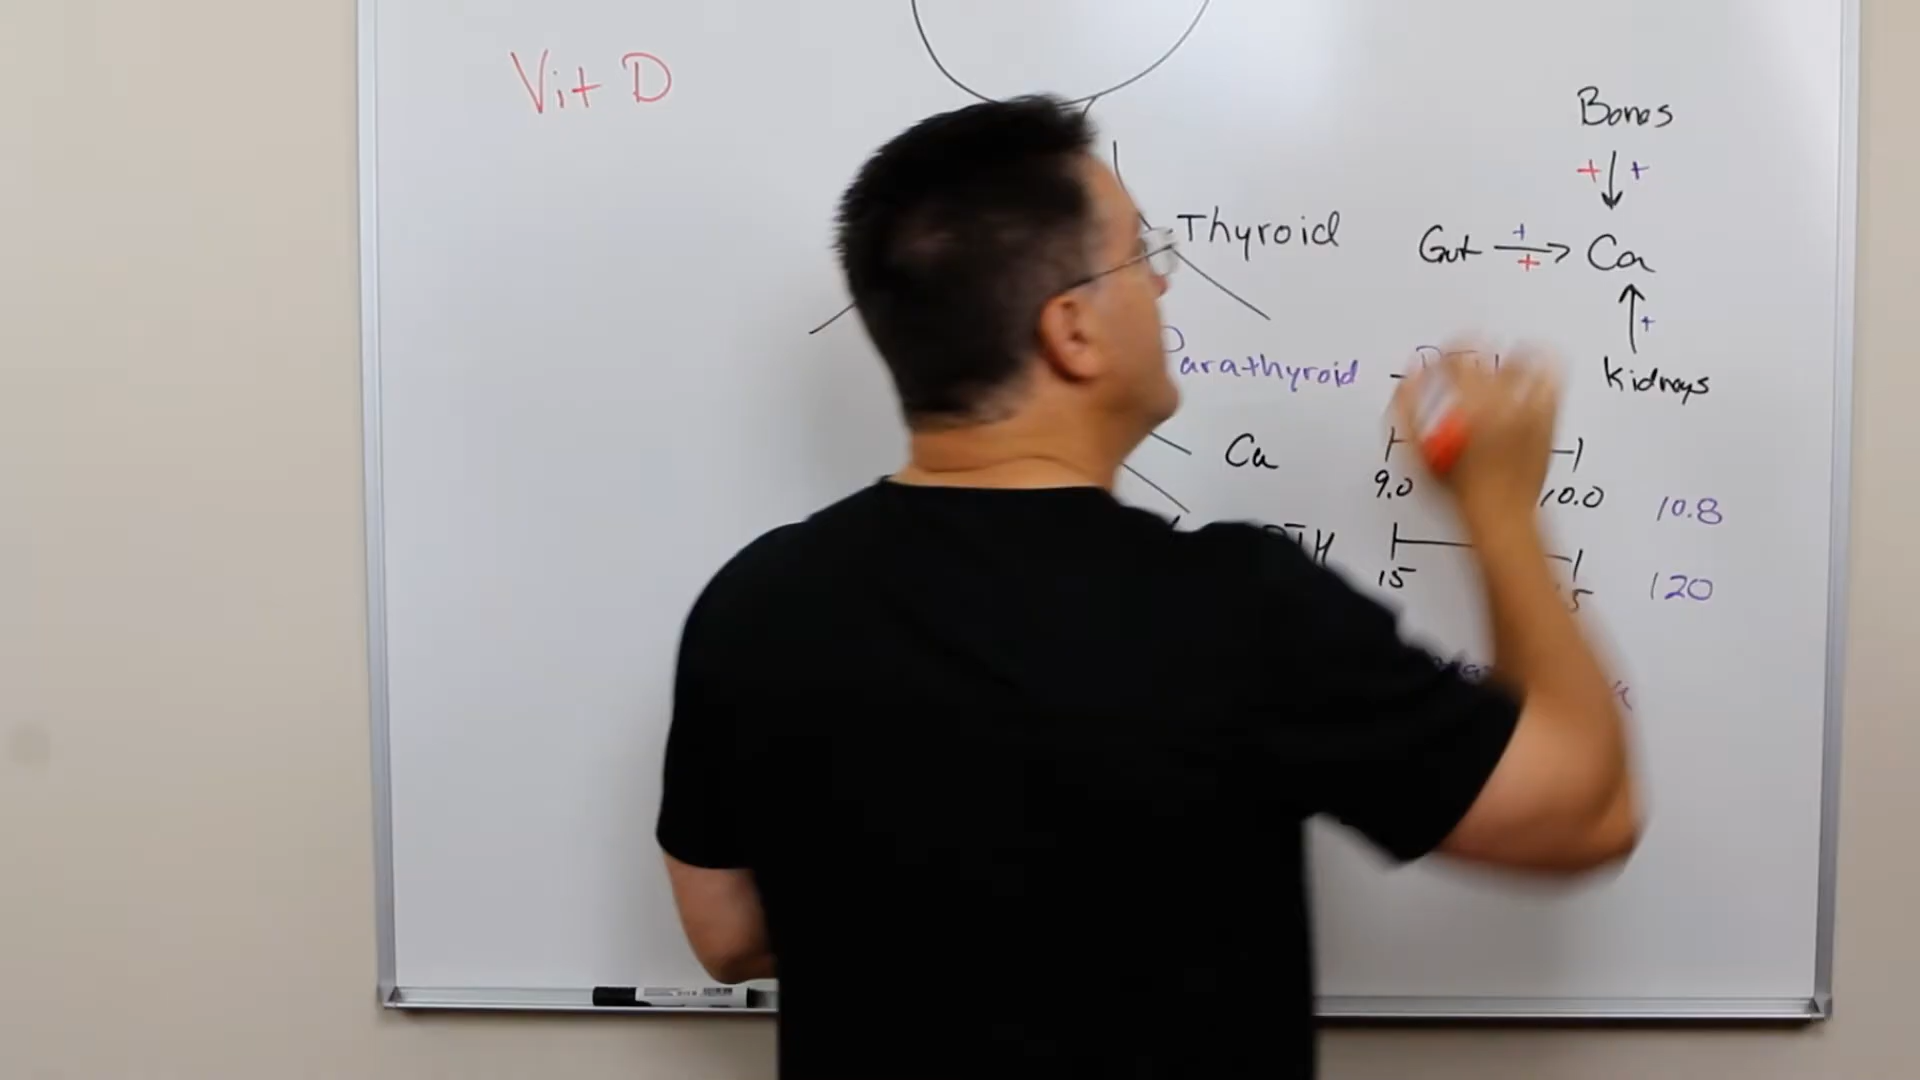 Vit D
Bones
+ +
Thyroid
Gut + + Ca
+
Parathyroid
Kidneys
Ca
9.0 10.0 10.8
PTH
15 120